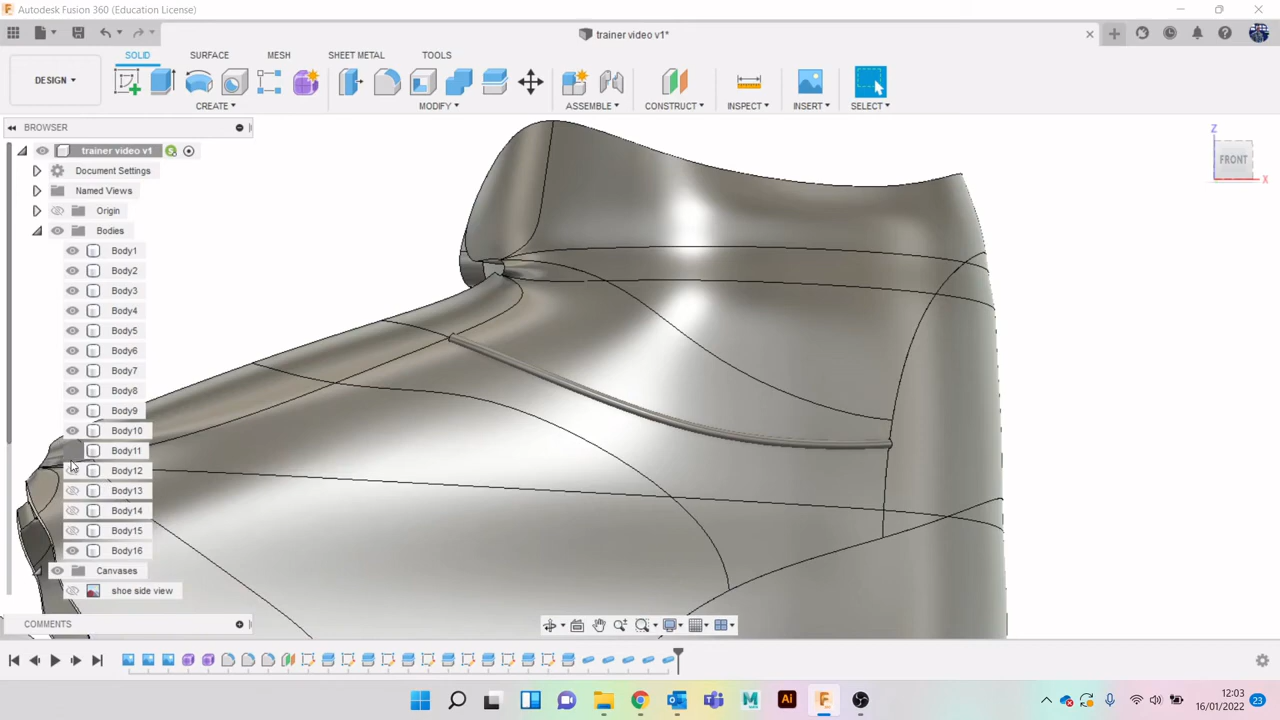 Autodesk Fusion 360 (Education License)
trainer video v1*
DESIGN
SOLID SURFACE MESH SHEET METAL TOOLS
CREATE MODIFY ASSEMBLE CONSTRUCT INSPECT INSERT SELECT
BROWSER
trainer video v1
Document Settings
Named Views
Origin
Bodies
Body1
Body2
Body3
Body4
Body5
Body6
Body7
Body8
Body9
Body10
Body11
Body12
Body13
Body14
Body15
Body16
Canvases
shoe side view
COMMENTS
Z
FRONT
X
Ai
12:03
16/01/2022
23